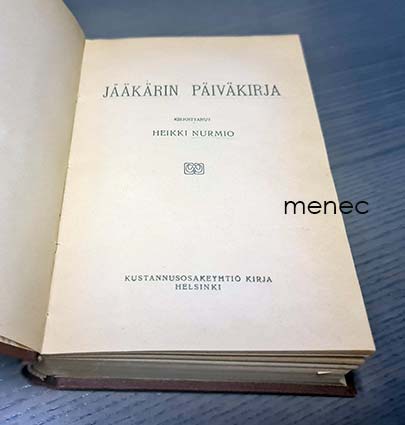 JÄÄKÄRIN PÄIVÄKIRJA
KIRJOITTANUT
HEIKKI NURMIO
menec
KUSTANNUSOSAKEYHTIÖ KIRJA
HELSINKI